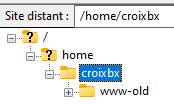 Site distant : /home/croixbx
/
home
croixbx
www-old